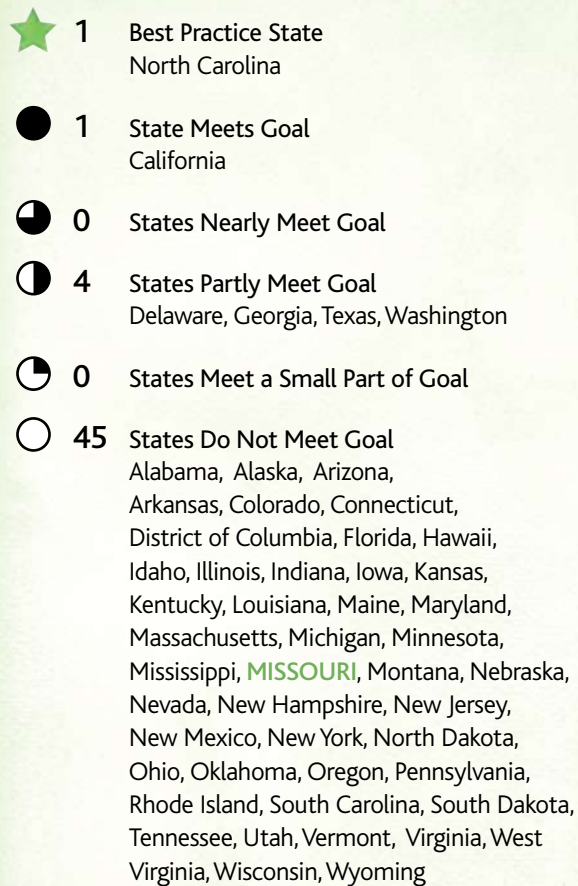 1 Best Practice State
North Carolina
1 State Meets Goal
California
0 States Nearly Meet Goal
4 States Partly Meet Goal
Delaware, Georgia, Texas, Washington
0 States Meet a Small Part of Goal
45 States Do Not Meet Goal
Alabama, Alaska, Arizona,
Arkansas, Colorado, Connecticut,
District of Columbia, Florida, Hawaii,
Idaho, Illinois, Indiana, Iowa, Kansas,
Kentucky, Louisiana, Maine, Maryland,
Massachusetts, Michigan, Minnesota,
Mississippi, MISSOURI, Montana, Nebraska,
Nevada, New Hampshire, New Jersey,
New Mexico, New York, North Dakota,
Ohio, Oklahoma, Oregon, Pennsylvania,
Rhode Island, South Carolina, South Dakota,
Tennessee, Utah, Vermont, Virginia, West
Virginia, Wisconsin, Wyoming